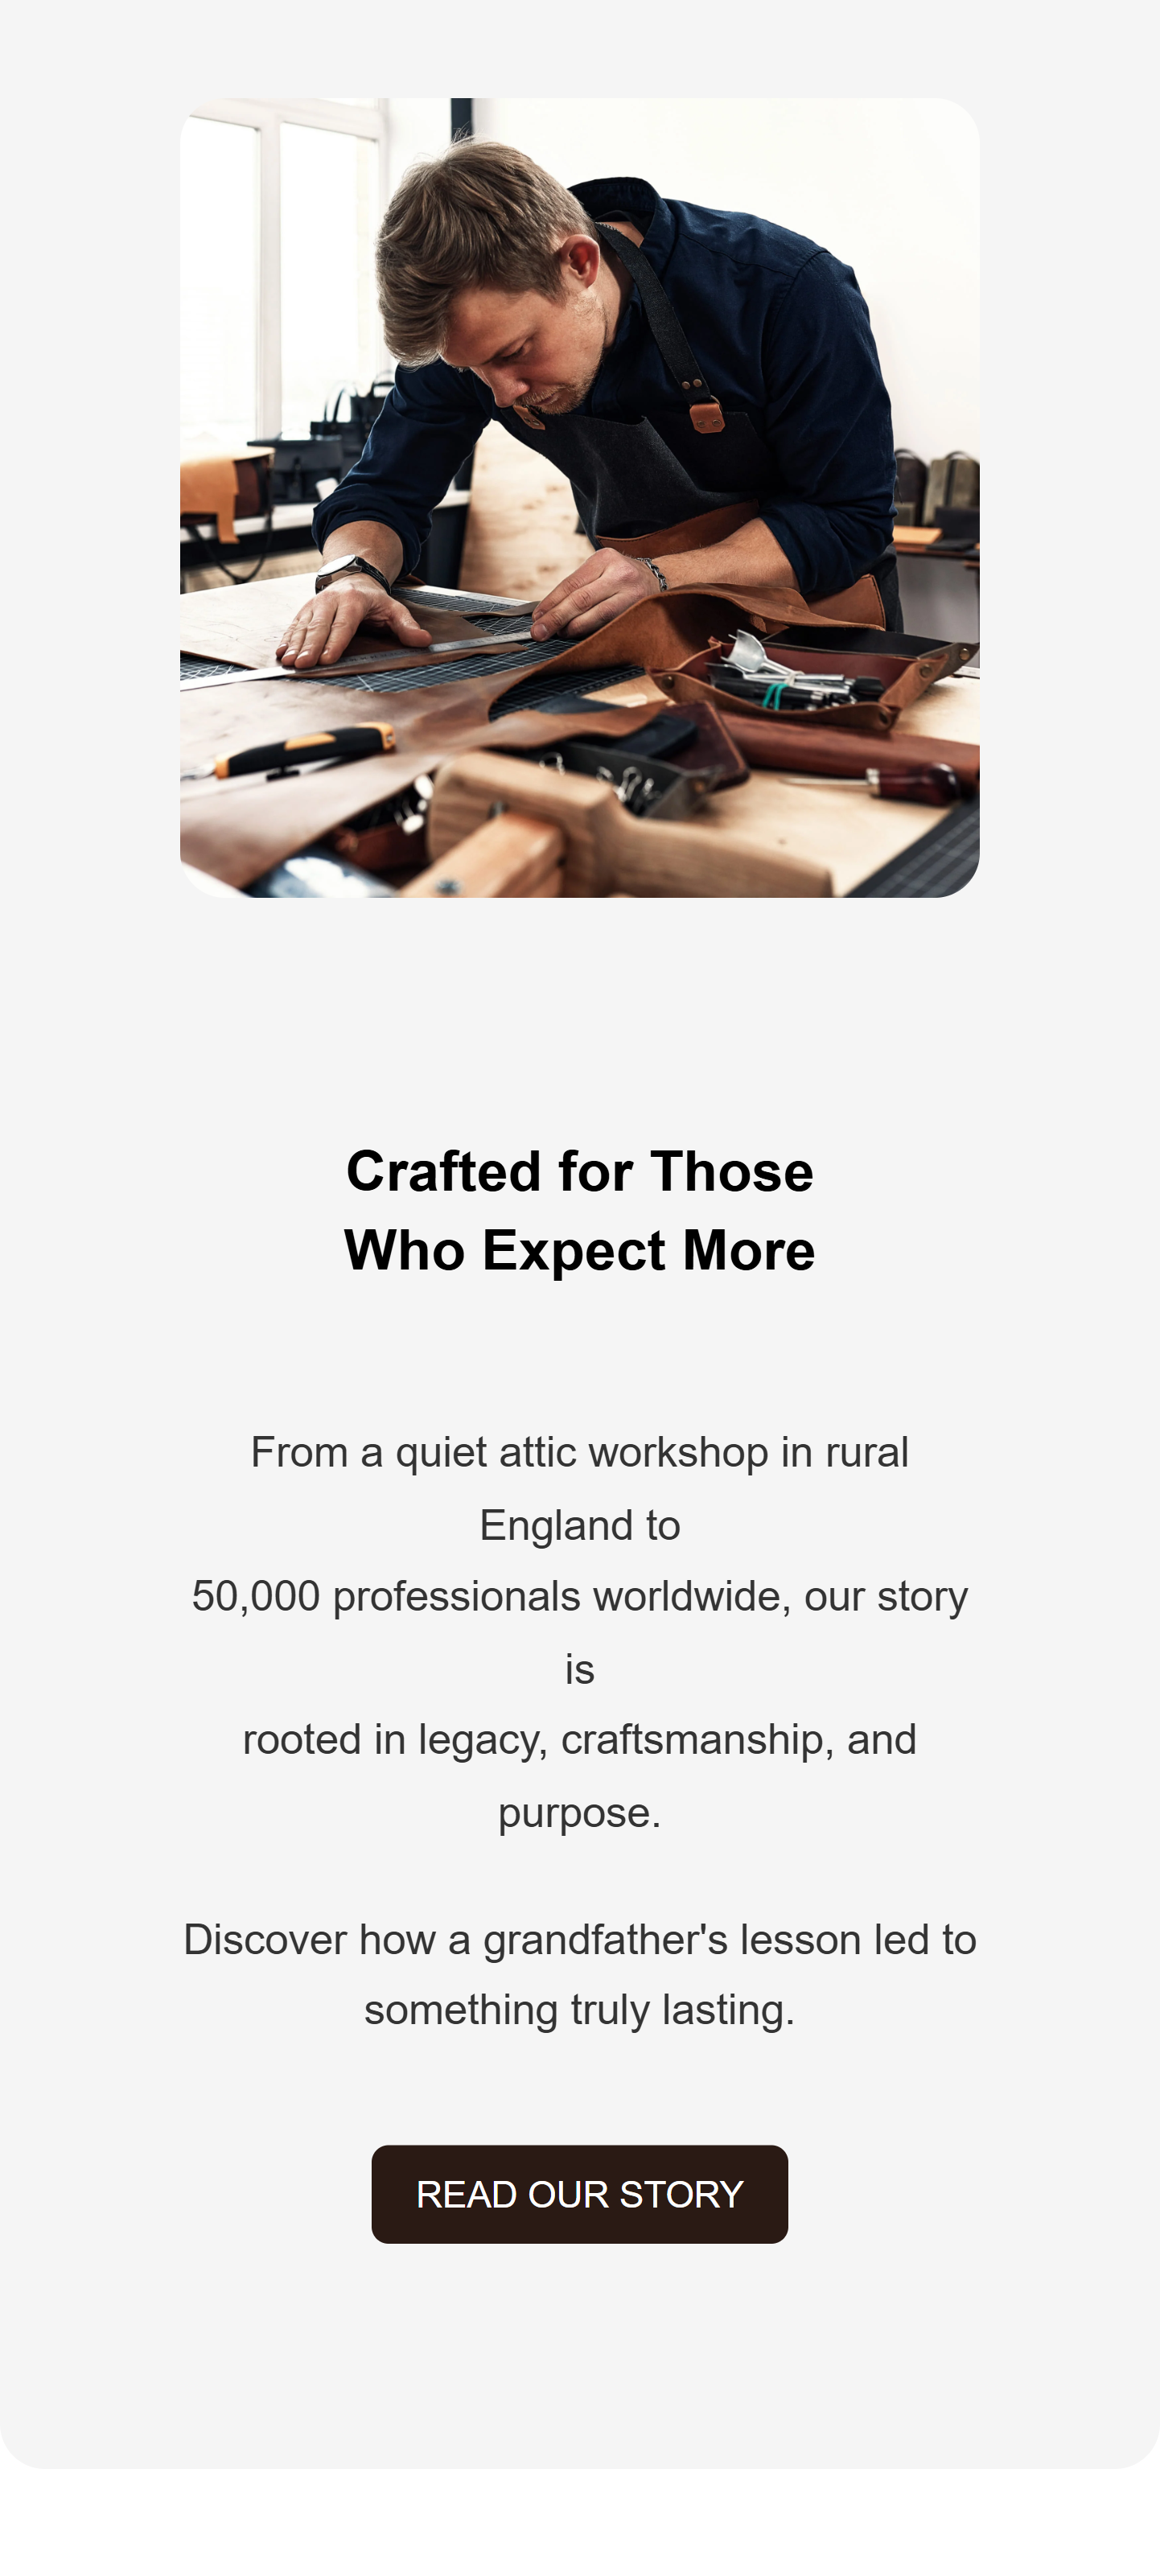 Crafted for Those
Who Expect More
From a quiet attic workshop in rural
England to
50,000 professionals worldwide, our story
is
rooted in legacy, craftsmanship, and
purpose.
Discover how a grandfather's lesson led to
something truly lasting.
READ OUR STORY